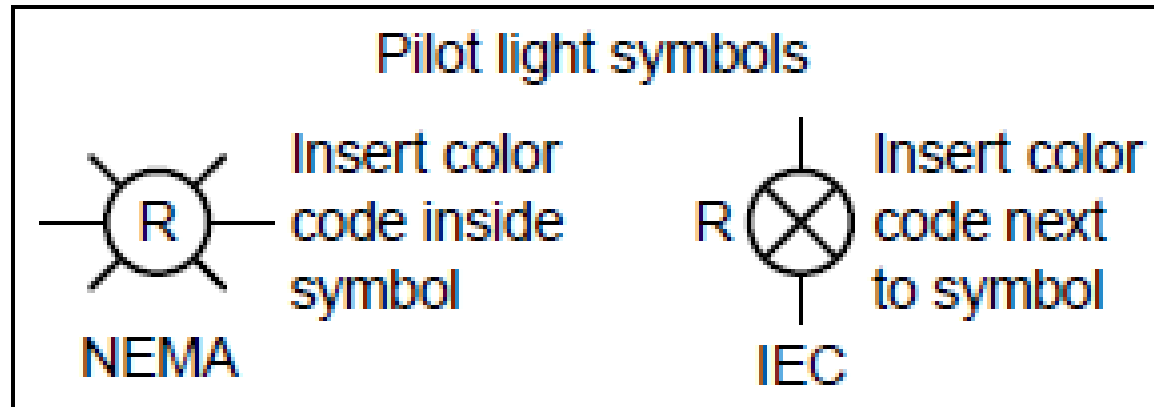 Pilot light symbols
R
Insert color
code inside
symbol
NEMA
R
Insert color
code next
to symbol
IEC